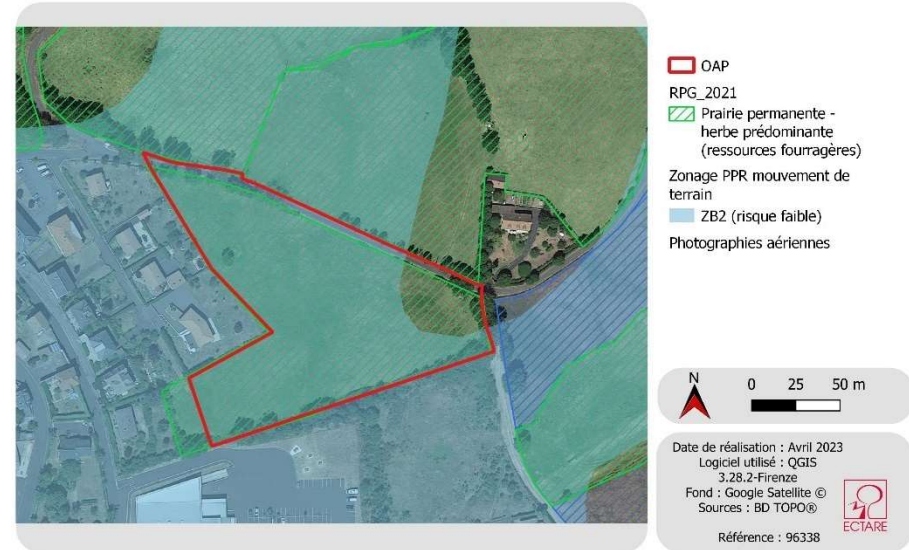 OAP
RPG_2021
Prairie permanente -
herbe prédominante
(ressources fourragères)
Zonage PPR mouvement de
terrain
ZB2 (risque faible)
Photographies aériennes
N
0 25 50 m
Date de réalisation : Avril 2023
Logiciel utilisé : QGIS
3.28.2-Firenze
Fond : Google Satellite ©
Sources : BD TOPO®
Référence : 96338
ECTARE